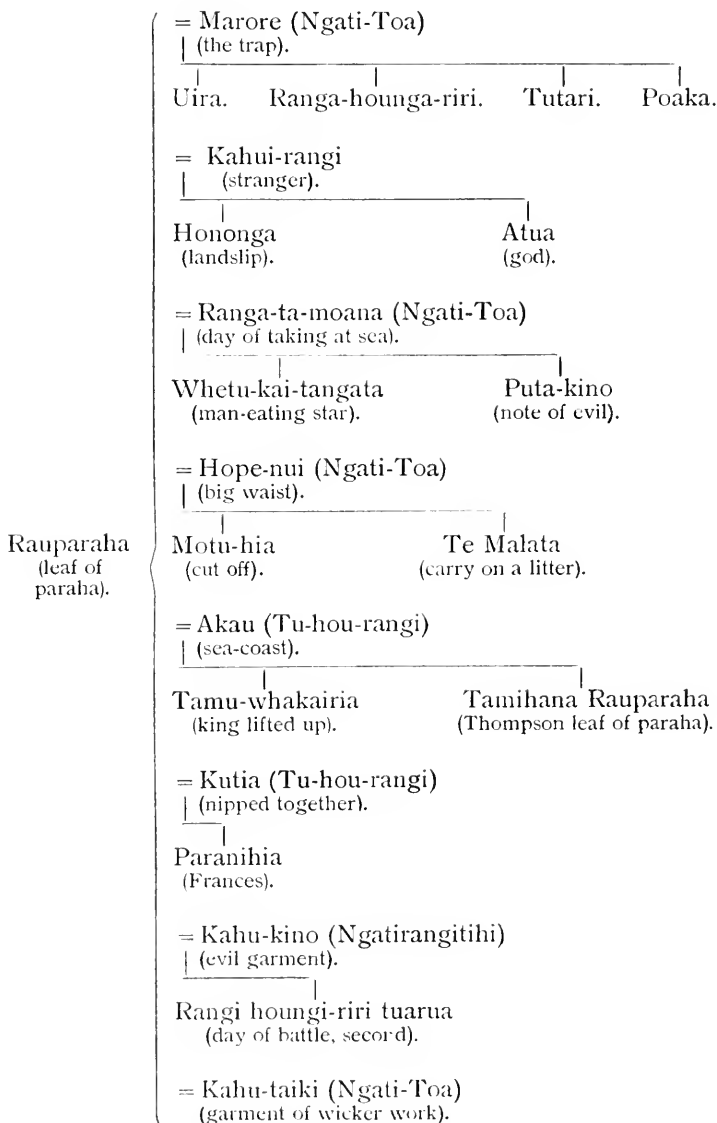 = Marore (Ngati-Toa)
(the trap).
Uira. Ranga-hounga-riri. Tutari. Poaka.
= Kahui-rangi
(stranger).
Hononga Atua
(landslip). (god).
= Ranga-ta-moana (Ngati-Toa)
(day of taking at sea).
Whetu-kai-tangata Puta-kino
(man-eating star). (note of evil).
= Hope-nui (Ngati-Toa)
(big waist).
Rauparaha Motu-hia Te Malata
(leaf of (cut off). (carry on a litter).
paraha).
= Akau (Tu-hou-rangi)
(sea-coast).
Tamu-whakairia Tamihana Rauparaha
(king lifted up). (Thompson leaf of paraha).
= Kutia (Tu-hou-rangi)
(nipped together).
Paranihia
(Frances).
= Kahu-kino (Ngatirangitihi)
(evil garment).
Rangi houngi-riri tuarua
(day of battle, second).
= Kahu-taiki (Ngati-Toa)
(garment of wicker work).